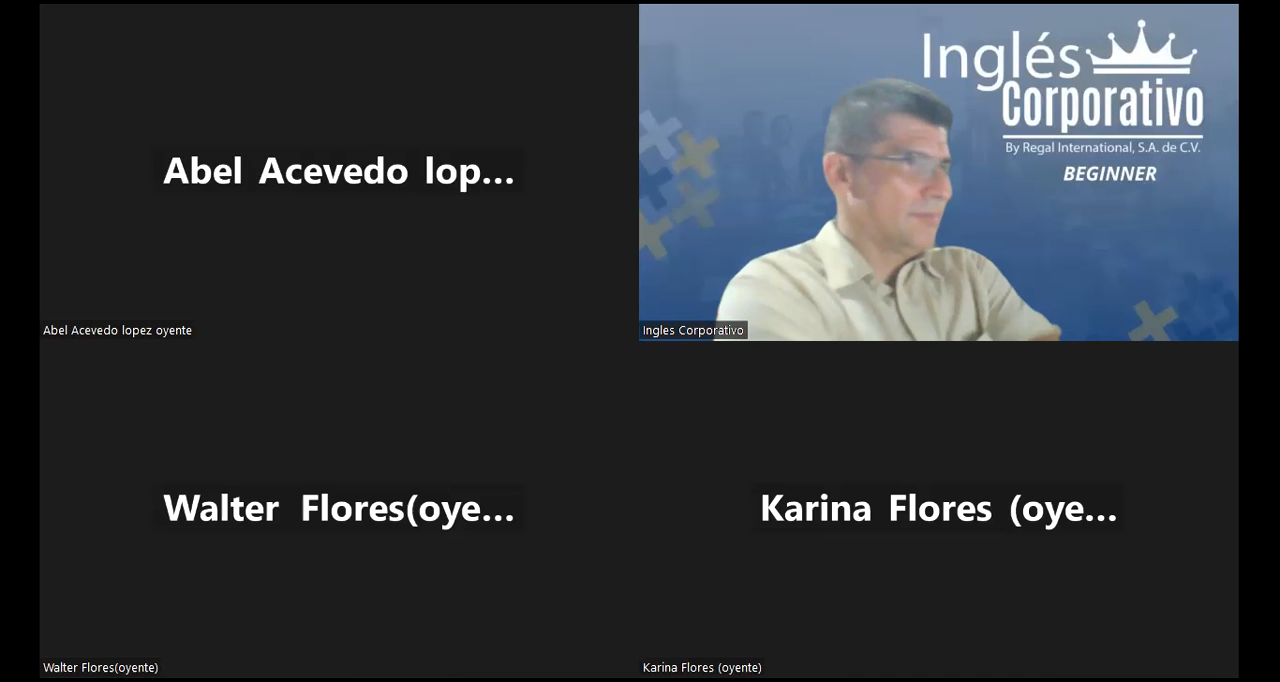 Abel Acevedo lop...
Abel Acevedo lopez oyente
Inglés
Corporativo
By Regal International, S.A. de C.V.
BEGINNER
Ingles Corporativo
Walter Flores(oye...
Walter Flores(oyente)
Karina Flores (oye...
Karina Flores (oyente)